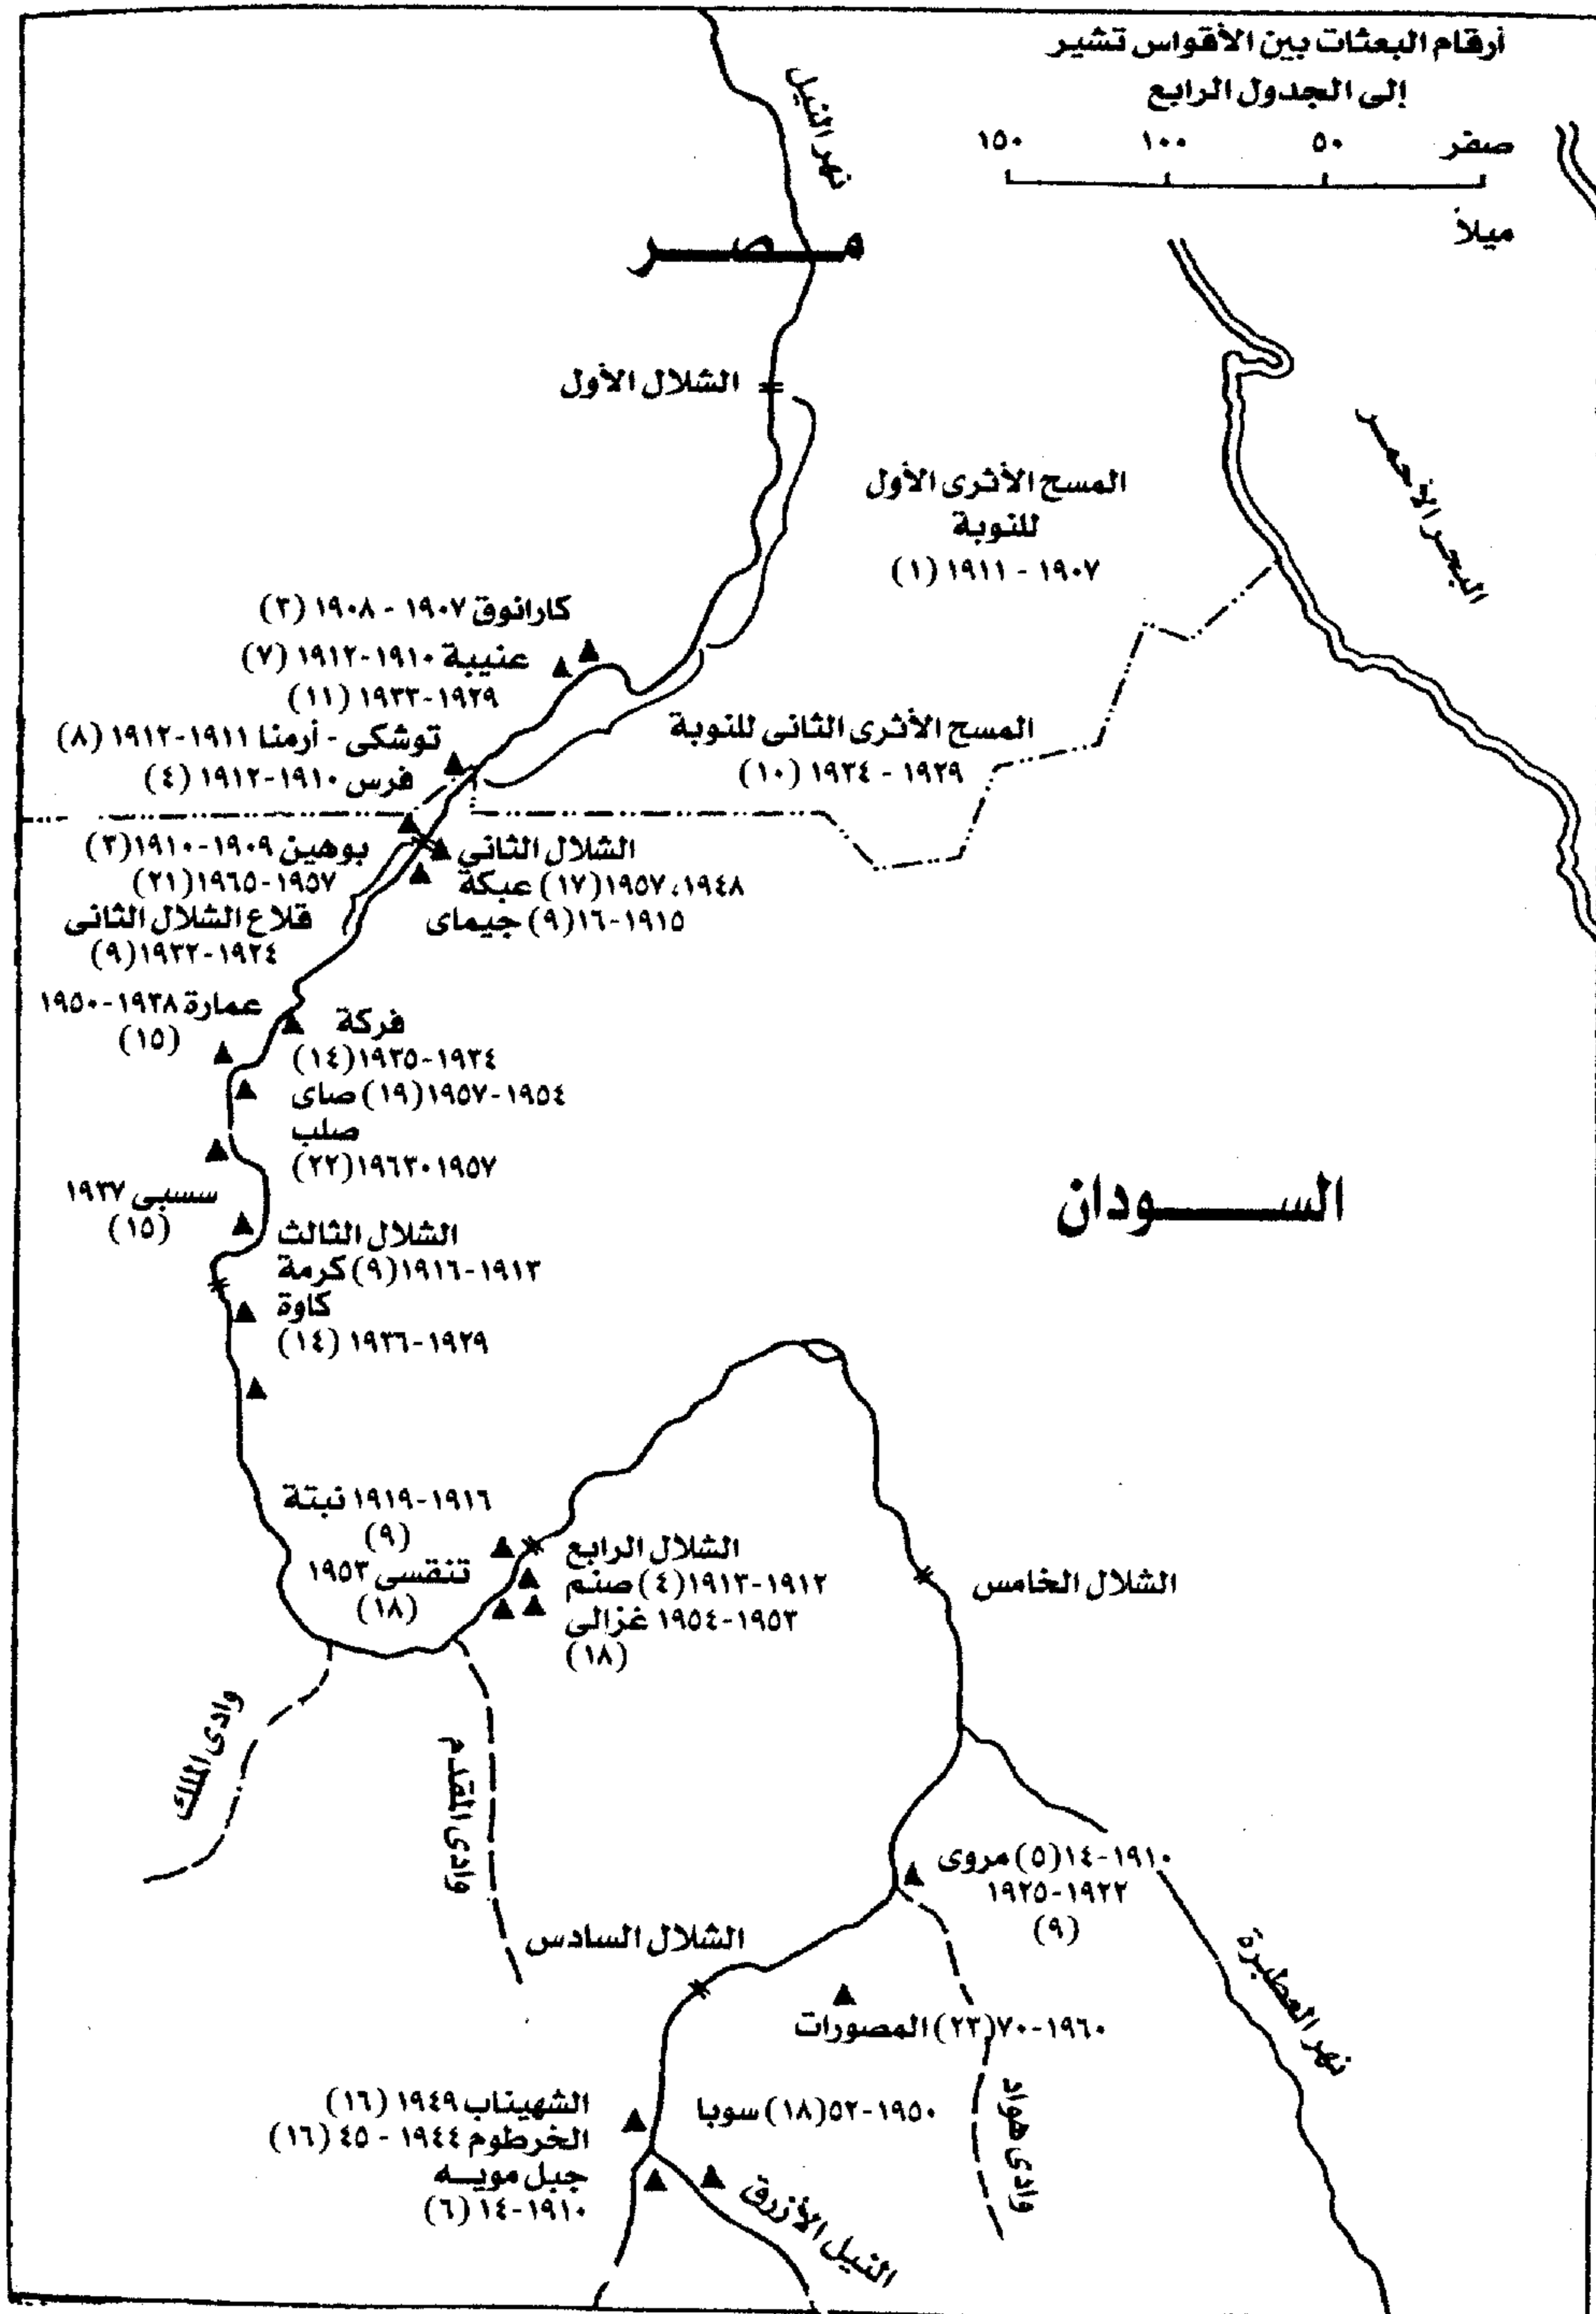 أرقام البعثات بين الأقواس تشير
إلى الجدول الرابع
صفر ٥٠ ١٠٠ ١٥٠
ميلاً
نهر النيل
مصر
الشلال الأول
البحر الأحمر
المسح الأثرى الأول
للنوبة
١٩٠٧ - ١٩١١ (١)
كارانوق ١٩٠٧ - ١٩٠٨ (٢)
عنيبة ١٩١٠-١٩١٢ (٧)
١٩٢٩-١٩٣٣ (١١)
توشكى - أرمنا ١٩١١-١٩١٢ (٨)
فرس ١٩١٠-١٩١٢ (٤)
المسح الأثرى الثانى للنوبة
١٩٢٩ - ١٩٣٤ (١٠)
بوهين ١٩٠٩-١٩١٠ (٣)
١٩٥٧-١٩٦٥ (٢١)
قلاع الشلال الثانى
١٩٢٤-١٩٣٢ (٩)
الشلال الثانى
١٩٤٨، ١٩٥٧ (١٧) عبكة
١٩١٥-١٦ (٩) جيماى
عمارة ١٩٣٨-١٩٥٠
(١٥)
فركة
١٩٣٤-١٩٣٥ (١٤)
١٩٥٤-١٩٥٧ (١٩) صاى
صلب
١٩٥٧٠١٩٦٣ (٢٢)
سسبى ١٩٣٧
(١٥)
السودان
الشلال الثالث
١٩١٣-١٩١٦ (٩) كرمة
كاوة
١٩٢٩-١٩٣٦ (١٤)
١٩١٦-١٩١٩ نبتة
(٩)
تنقسى ١٩٥٣
(١٨)
الشلال الرابع
١٩١٢-١٩١٣ (٤) صنم
١٩٥٣-١٩٥٤ غزالى
(١٨)
الشلال الخامس
وادى الملك
وادى المقدم
١٩١٠-١٤ (٥) مروى
١٩٢٢-١٩٢٥
(٩)
الشلال السادس
نهر العطبرة
١٩٦٠-٧٠ (٢٣) المصورات
وادى هواد
الشهيناب ١٩٤٩ (١٦)
الخرطوم ١٩٤٤ - ٤٥ (١٦)
جبل مويه
١٩١٠-١٤ (٦)
١٩٥٠-٥٢ (١٨) سوبا
النيل الأزرق